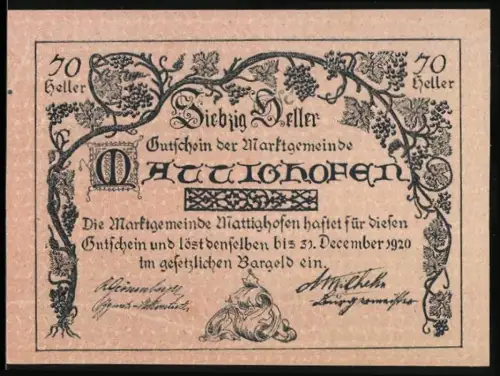 70 Heller
70 Heller
Siebzig Heller
Gutschein der Marktgemeinde
MATTIGHOFEN
Die Marktgemeinde Mattighofen haftet für diesen
Gutschein und löst denselben bis 31. December 1920
im gesetzlichen Bargeld ein.
Bürgermeister